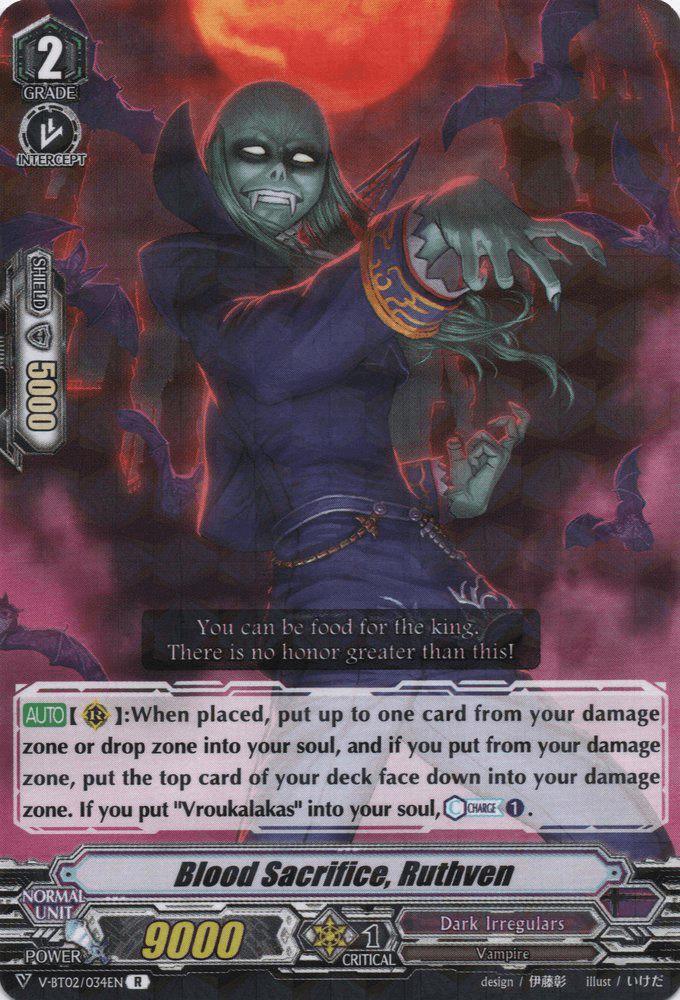 2
GRADE
INTERCEPT
SHIELD
5000
You can be food for the king.
There is no honor greater than this!
AUTO【 R 】:When placed, put up to one card from your damage
zone or drop zone into your soul, and if you put from your damage
zone, put the top card of your deck face down into your damage
zone. If you put "Vroukalakas" into your soul, C CHARGE 1 .
Blood Sacrifice, Ruthven
NORMAL
UNIT
POWER
9000
1
CRITICAL
Dark Irregulars
Vampire
V-BT02/034EN R
design / 伊藤彰 illust / いけだ